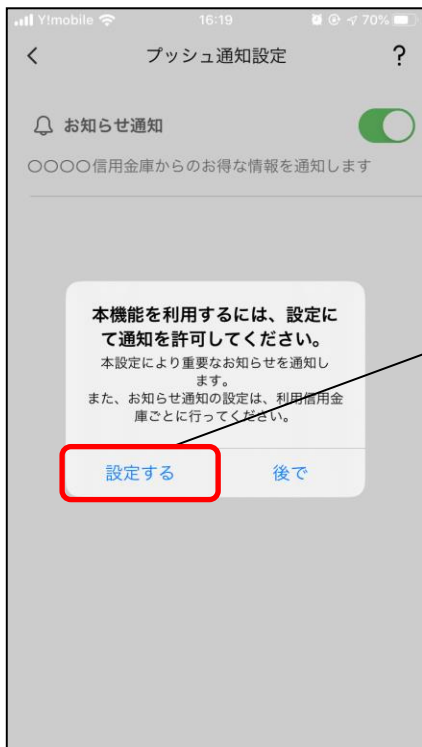 Y!mobile 16:19 70%
プッシュ通知設定 ?
お知らせ通知
〇〇〇〇信用金庫からのお得な情報を通知します
本機能を利用するには、設定に
て通知を許可してください。
本設定により重要なお知らせを通知し
ます。
また、お知らせ通知の設定は、利用信用金
庫ごとに行ってください。
設定する 後で